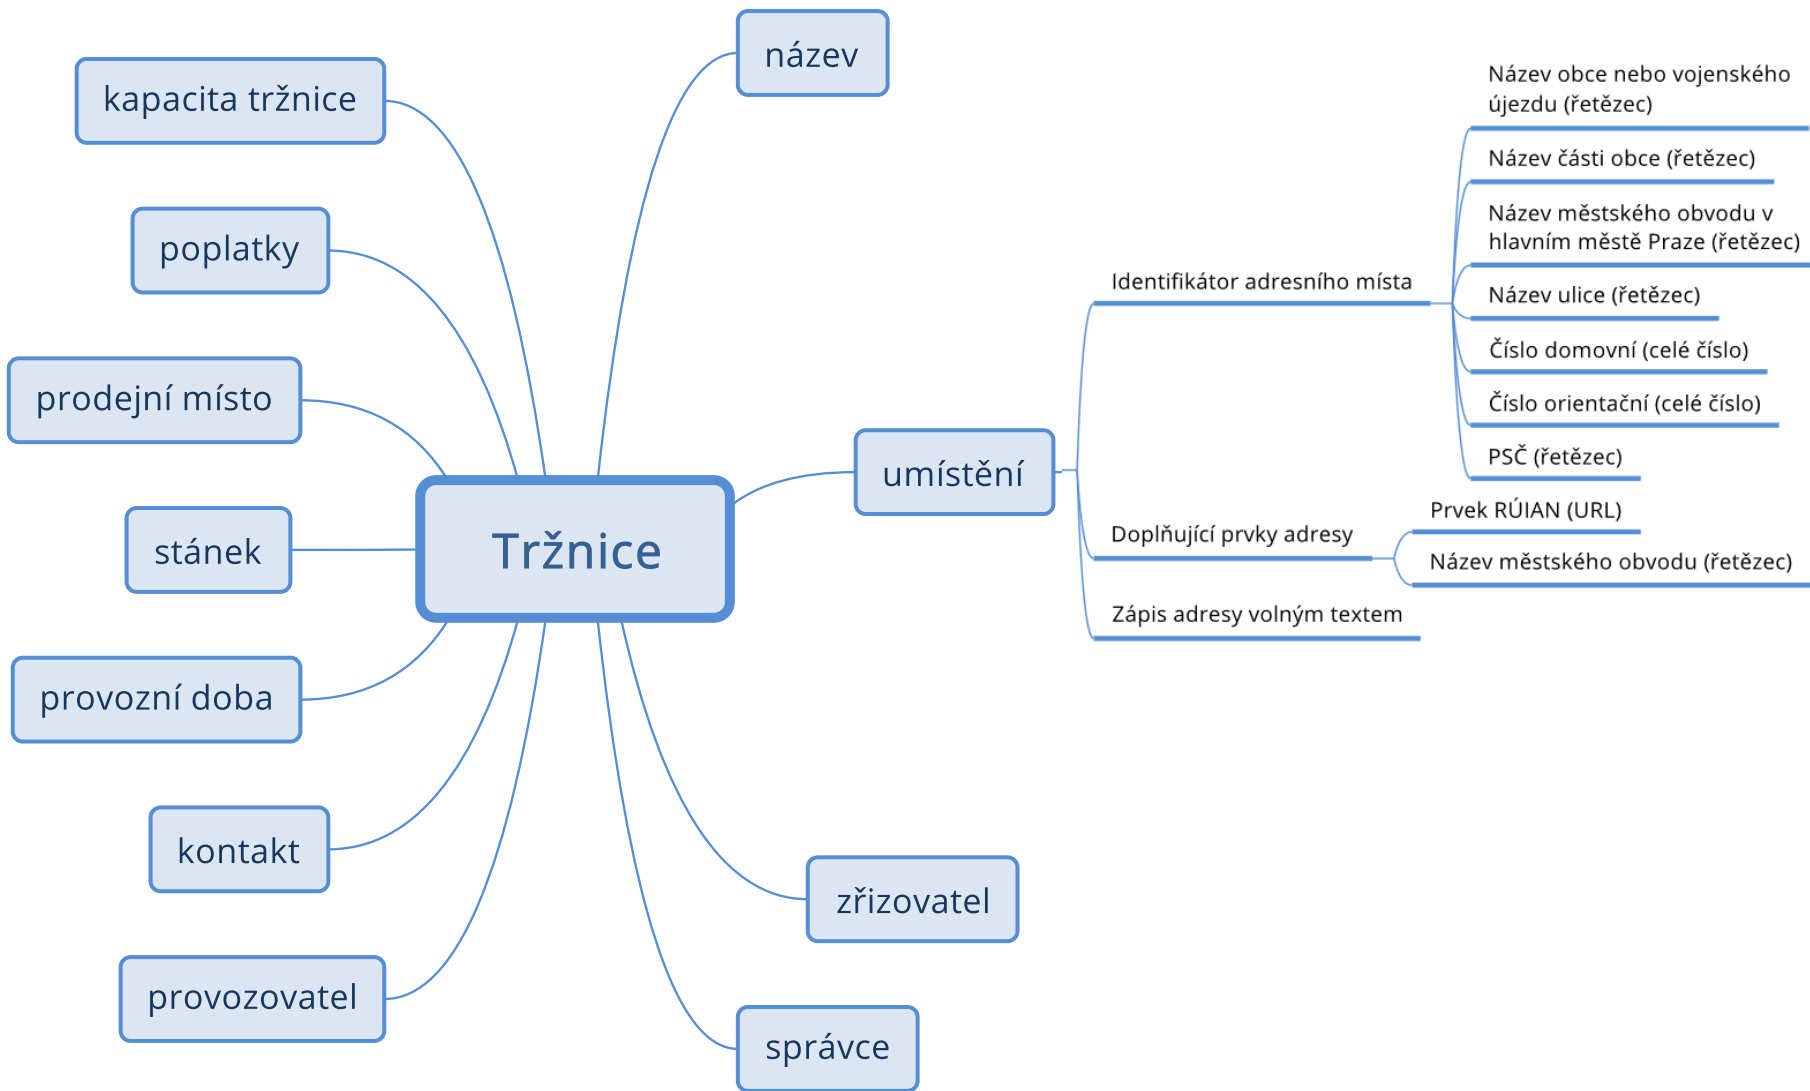 název
kapacita tržnice
poplatky
prodejní místo
stánek
provozní doba
kontakt
provozovatel
Tržnice
umístění
Identifikátor adresního místa
Název obce nebo vojenského
újezdu (řetězec)
Název části obce (řetězec)
Název městského obvodu v
hlavním městě Praze (řetězec)
Název ulice (řetězec)
Číslo domovní (celé číslo)
Číslo orientační (celé číslo)
PSČ (řetězec)
Doplňující prvky adresy
Prvek RÚIAN (URL)
Název městského obvodu (řetězec)
Zápis adresy volným textem
zřizovatel
správce